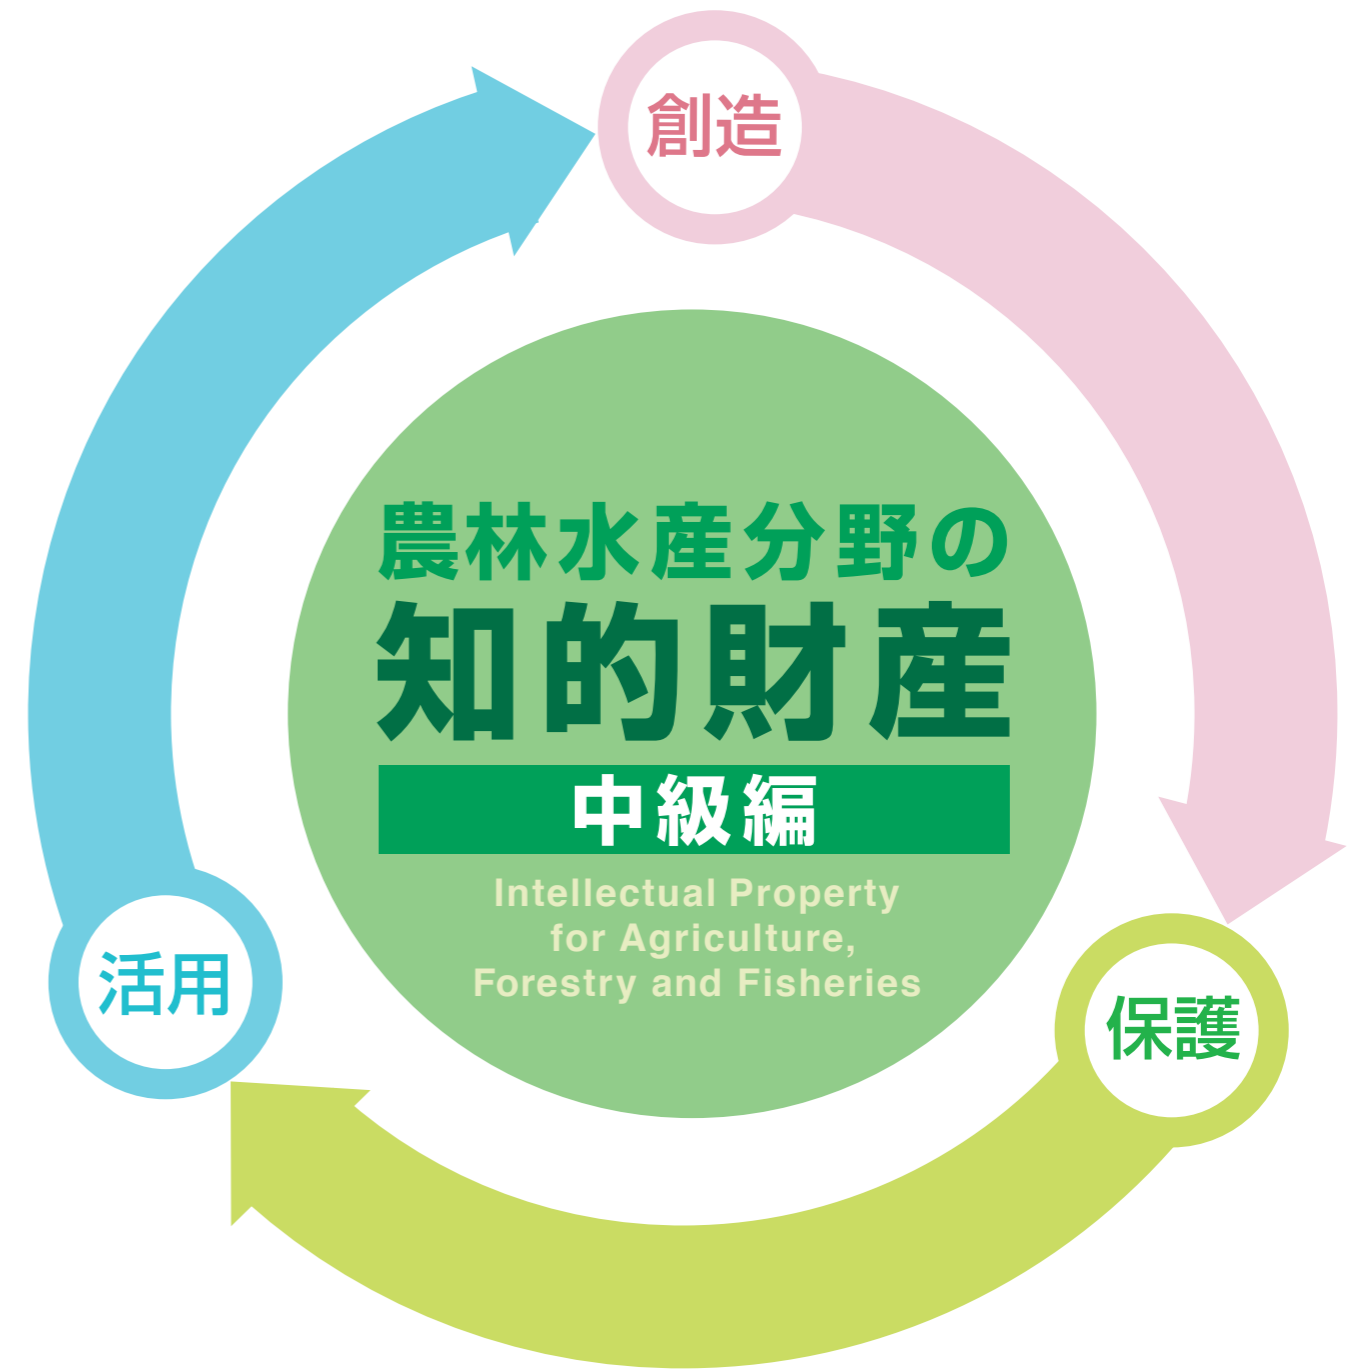 創造
農林水産分野の
知的財産
中級編
Intellectual Property
for Agriculture,
Forestry and Fisheries
活用
保護